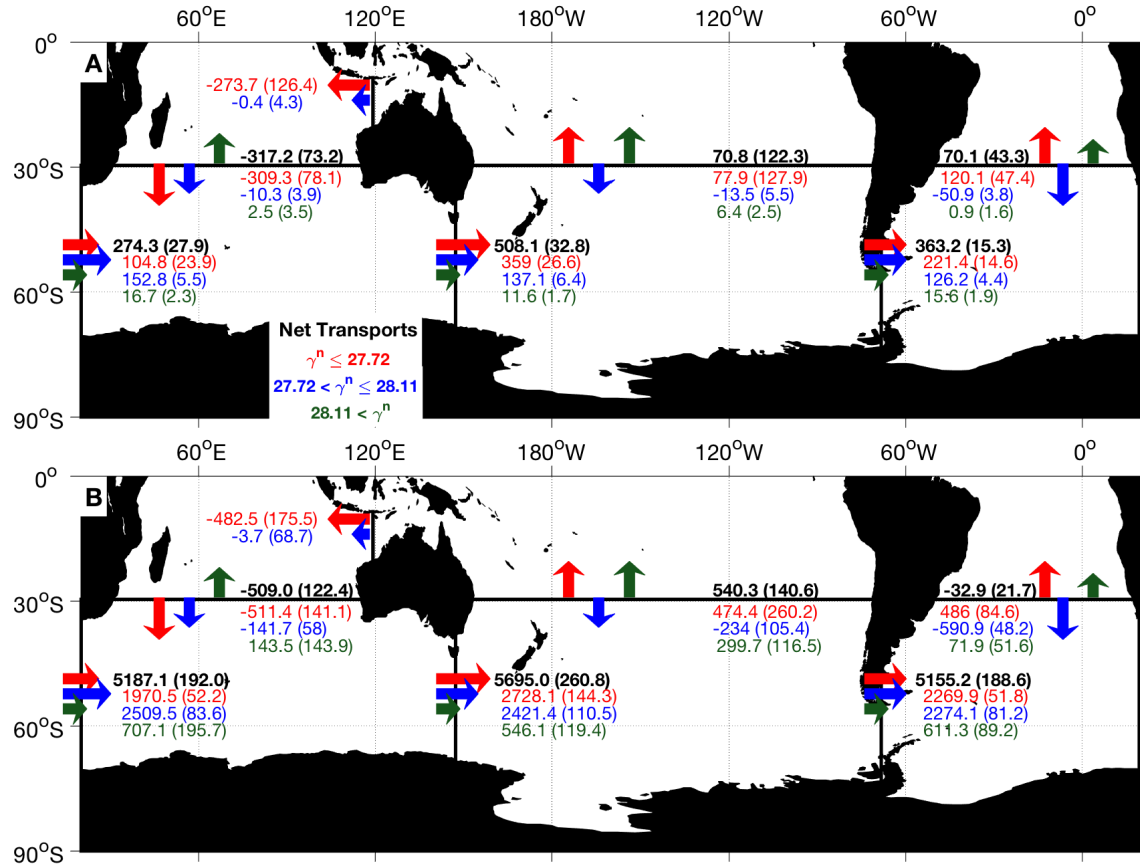 60°E 120°E 180°W 120°W 60°W 0°
0°
A
-273.7 (126.4)
-0.4 (4.3)
-317.2 (73.2) 70.8 (122.3) 70.1 (43.3)
30°S
-309.3 (78.1) 77.9 (127.9) 120.1 (47.4)
-10.3 (3.9) -13.5 (5.5) -50.9 (3.8)
2.5 (3.5) 6.4 (2.5) 0.9 (1.6)
274.3 (27.9) 508.1 (32.8) 363.2 (15.3)
104.8 (23.9) 359 (26.6) 221.4 (14.6)
152.8 (5.5) 137.1 (6.4) 126.2 (4.4)
60°S
16.7 (2.3) 11.6 (1.7) 15.6 (1.9)
Net Transports
γⁿ ≤ 27.72
27.72 < γⁿ ≤ 28.11
28.11 < γⁿ
90°S
60°E 120°E 180°W 120°W 60°W 0°
0°
B
-482.5 (175.5)
-3.7 (68.7)
-509.0 (122.4) 540.3 (140.6) -32.9 (21.7)
30°S
-511.4 (141.1) 474.4 (260.2) 486 (84.6)
-141.7 (58) -234 (105.4) -590.9 (48.2)
143.5 (143.9) 299.7 (116.5) 71.9 (51.6)
5187.1 (192.0) 5695.0 (260.8) 5155.2 (188.6)
1970.5 (52.2) 2728.1 (144.3) 2269.9 (51.8)
2509.5 (83.6) 2421.4 (110.5) 2274.1 (81.2)
60°S
707.1 (195.7) 546.1 (119.4) 611.3 (89.2)
90°S